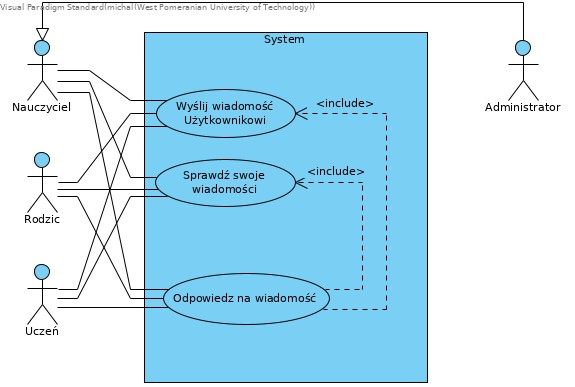 Visual Paradigm Standard(michal(West Pomeranian University of Technology))
System
Nauczyciel
Administrator
Wyślij wiadomość
Użytkownikowi
<include>
Sprawdź swoje
wiadomości
<include>
Rodzic
Odpowiedz na wiadomość
Uczeń